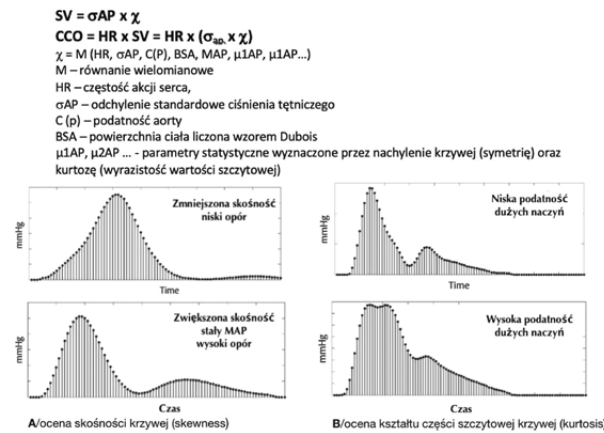 SV = σAP x χ
CCO = HR x SV = HR x (σap. x χ)
χ = M (HR, σAP, C(P), BSA, MAP, μ1AP, μ1AP…)
M – równanie wielomianowe
HR – częstość akcji serca,
σAP – odchylenie standardowe ciśnienia tętniczego
C (p) – podatność aorty
BSA – powierzchnia ciała liczona wzorem Dubois
μ1AP, μ2AP ... - parametry statystyczne wyznaczone przez nachylenie krzywej (symetrię) oraz
kurtozę (wyrazistość wartości szczytowej)
Zmniejszona skośność
niski opór
mmHg
Time
Niska podatność
dużych naczyń
mmHg
Time
Zwiększona skośność
stały MAP
wysoki opór
mmHg
Czas
Wysoka podatność
dużych naczyń
mmHg
Czas
A/ocena skośności krzywej (skewness)
B/ocena kształtu części szczytowej krzywej (kurtosis)